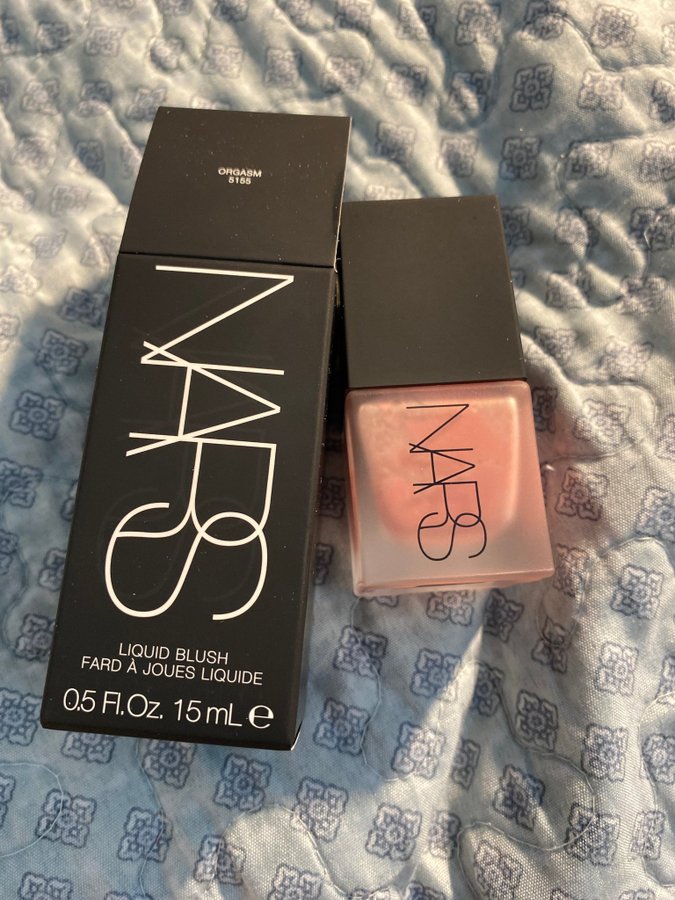 ORGASM
5155
NARS
LIQUID BLUSH
FARD À JOUES LIQUIDE
0.5 Fl.Oz. 15 mL ℮
NARS